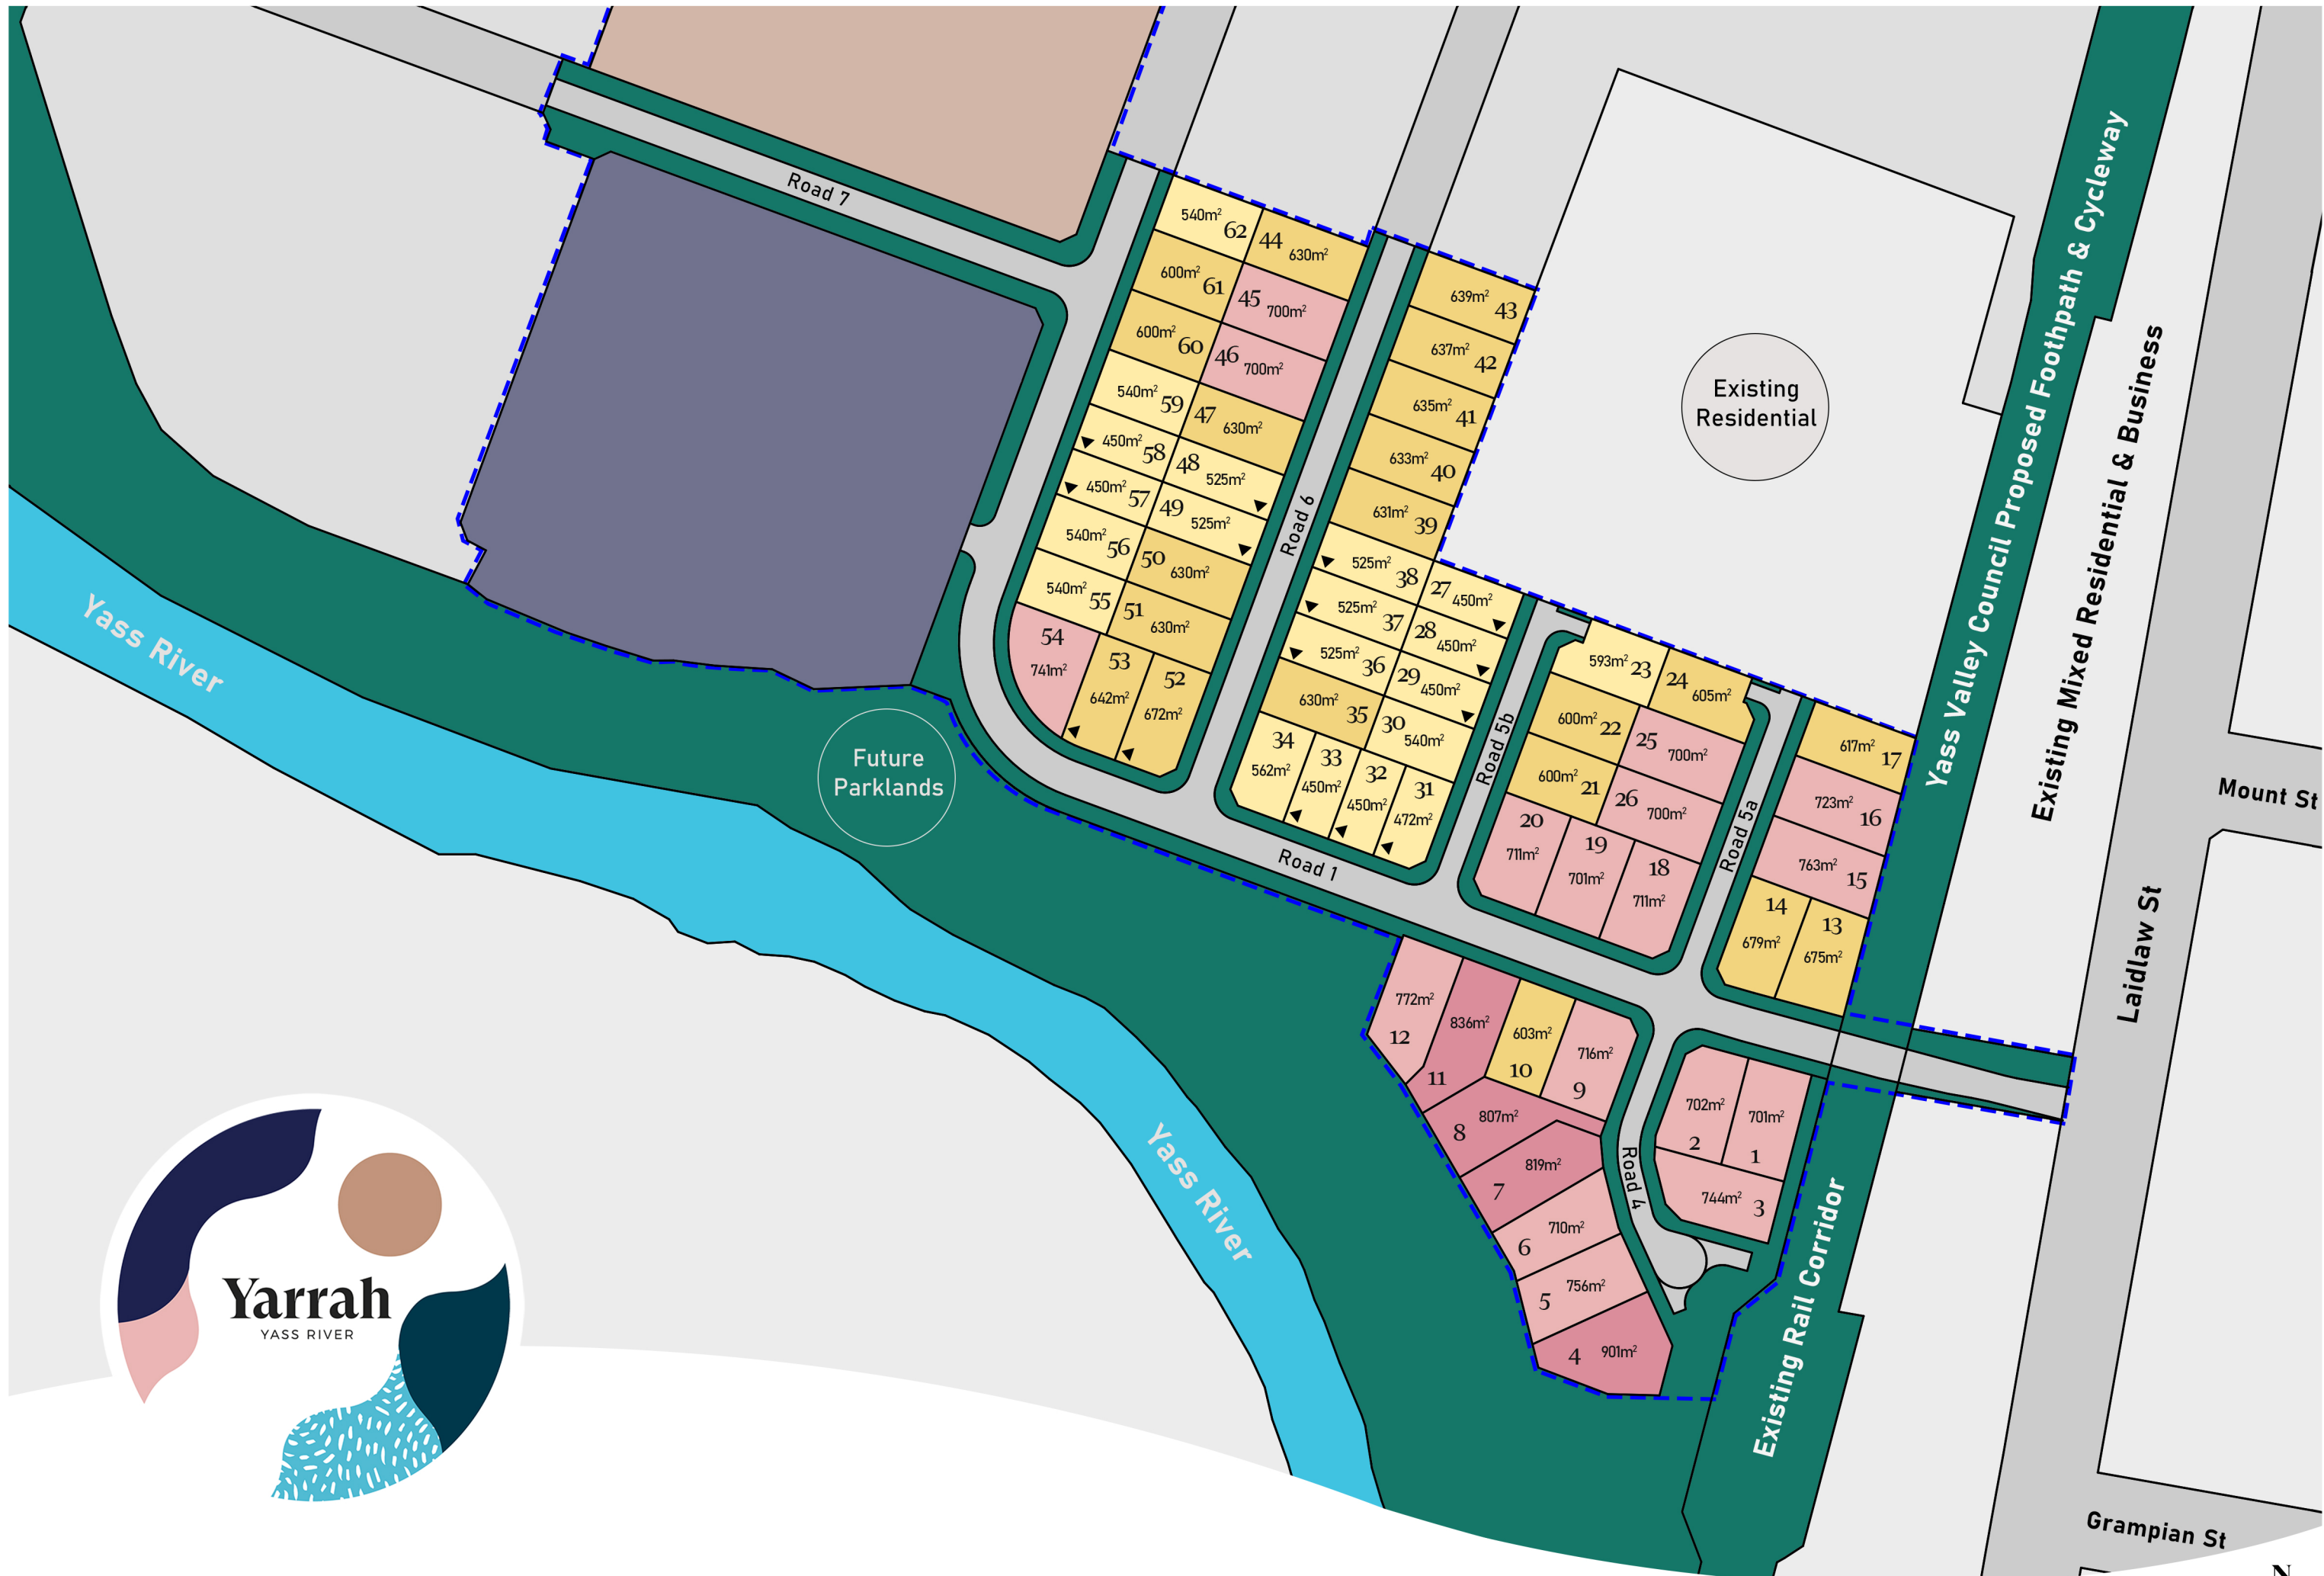 Road 7
540m² 62
44 630m²
600m² 61
45 700m²
600m² 60
46 700m²
540m² 59
47 630m²
450m² 58
48 525m²
450m² 57
49 525m²
540m² 56
50 630m²
540m² 55
51 630m²
54
741m²
53
642m²
52
672m²
Road 6
639m² 43
637m² 42
635m² 41
633m² 40
631m² 39
525m² 38
27 450m²
525m² 37
28 450m²
525m² 36
29 450m²
630m² 35
30 540m²
34
562m²
33
450m²
32
450m²
31
472m²
Road 5b
593m² 23
24 605m²
600m² 22
25 700m²
600m² 21
26 700m²
20
711m²
19
701m²
18
711m²
Road 5a
617m² 17
723m² 16
763m² 15
14
679m²
13
675m²
Road 1
772m²
12
836m²
11
603m²
10
716m²
9
807m²
8
819m²
7
710m²
6
756m²
5
4 901m²
Road 4
702m²
2
701m²
1
744m² 3
Existing
Residential
Future
Parklands
Yass River
Yass River
Yass Valley Council Proposed Foothpath & Cycleway
Existing Mixed Residential & Business
Existing Rail Corridor
Laidlaw St
Mount St
Grampian St
Yarrah
YASS RIVER
N